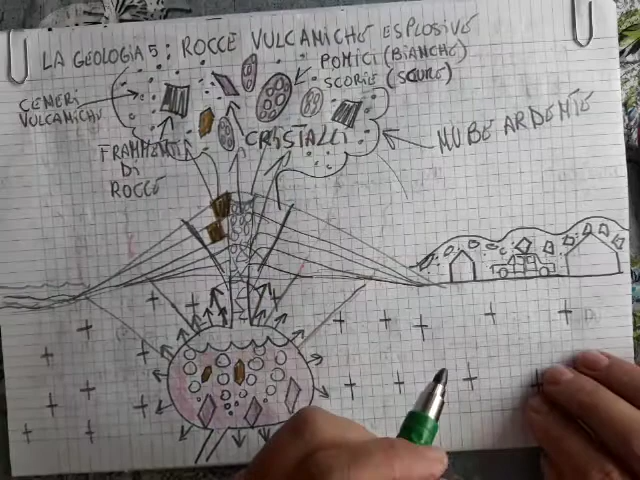 LA GEOLOGIA 5: ROCCE VULCANICHE ESPLOSIVE
POMICI (BIANCHE)
SCORIE (SCURE)
CENERI
VULCANICHE
CRISTALLI
NUBE ARDENTE
FRAMMENTI
DI
ROCCE